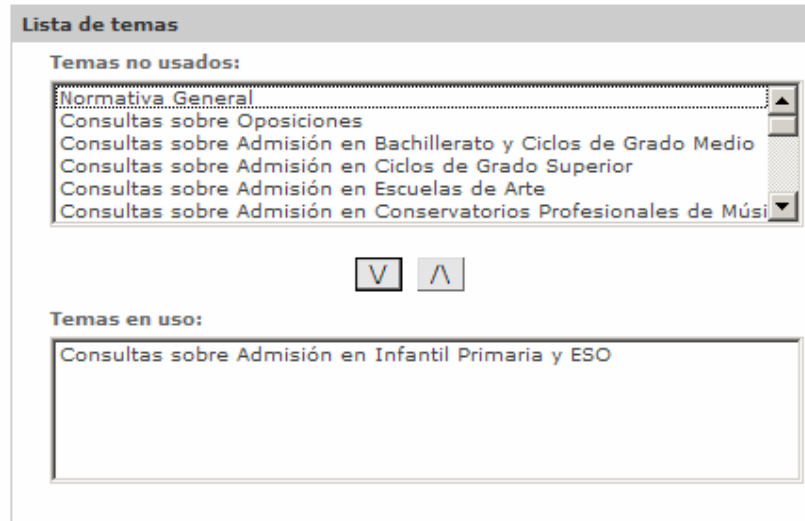 Lista de temas
Temas no usados:
Normativa General
Consultas sobre Oposiciones
Consultas sobre Admisión en Bachillerato y Ciclos de Grado Medio
Consultas sobre Admisión en Ciclos de Grado Superior
Consultas sobre Admisión en Escuelas de Arte
Consultas sobre Admisión en Conservatorios Profesionales de Músi
\/ /\
Temas en uso:
Consultas sobre Admisión en Infantil Primaria y ESO